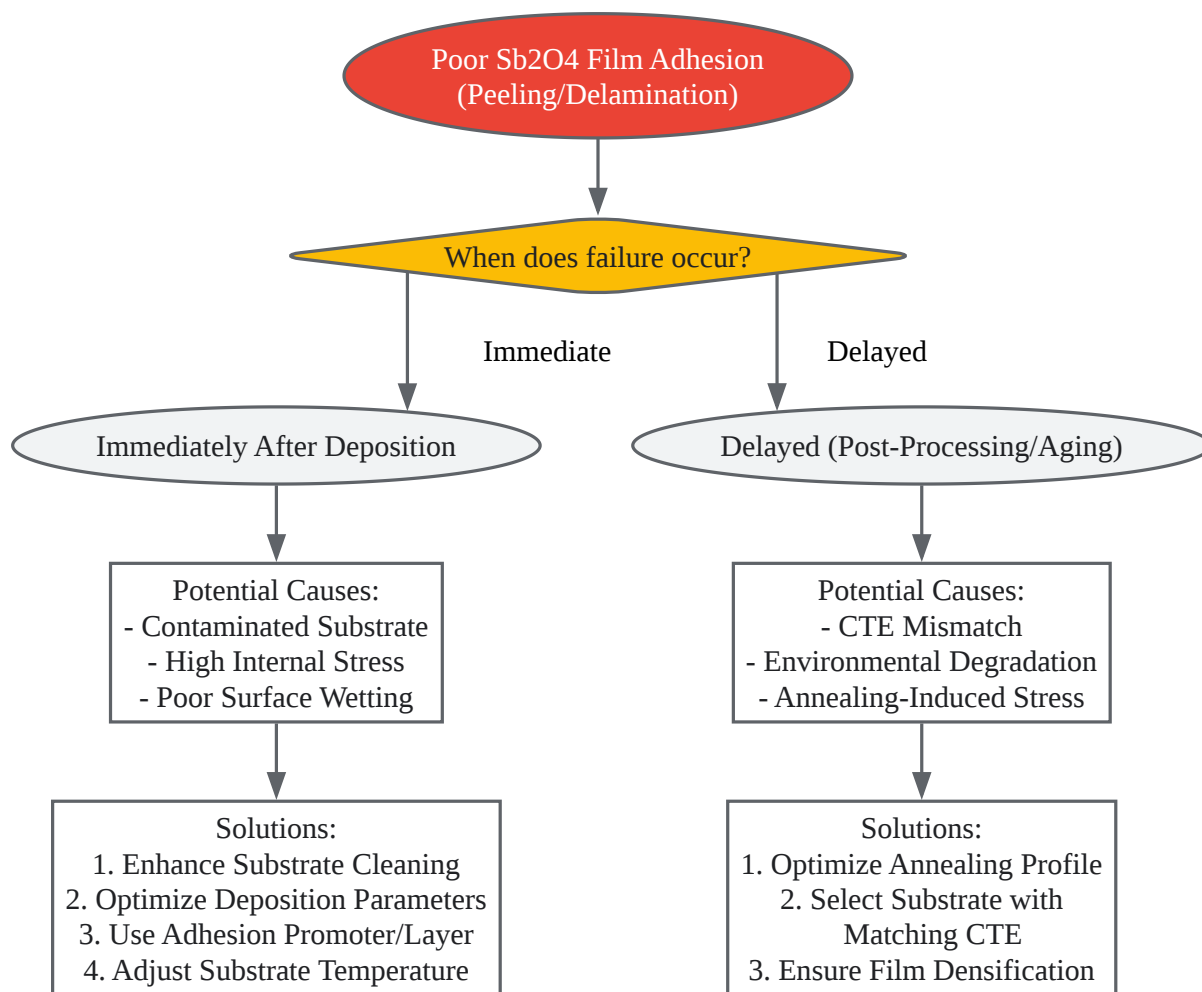 Poor Sb2O4 Film Adhesion
(Peeling/Delamination)
When does failure occur?
Immediate
Delayed
Immediately After Deposition
Delayed (Post-Processing/Aging)
Potential Causes:
- Contaminated Substrate
- High Internal Stress
- Poor Surface Wetting
Potential Causes:
- CTE Mismatch
- Environmental Degradation
- Annealing-Induced Stress
Solutions:
1. Enhance Substrate Cleaning
2. Optimize Deposition Parameters
3. Use Adhesion Promoter/Layer
4. Adjust Substrate Temperature
Solutions:
1. Optimize Annealing Profile
2. Select Substrate with
Matching CTE
3. Ensure Film Densification